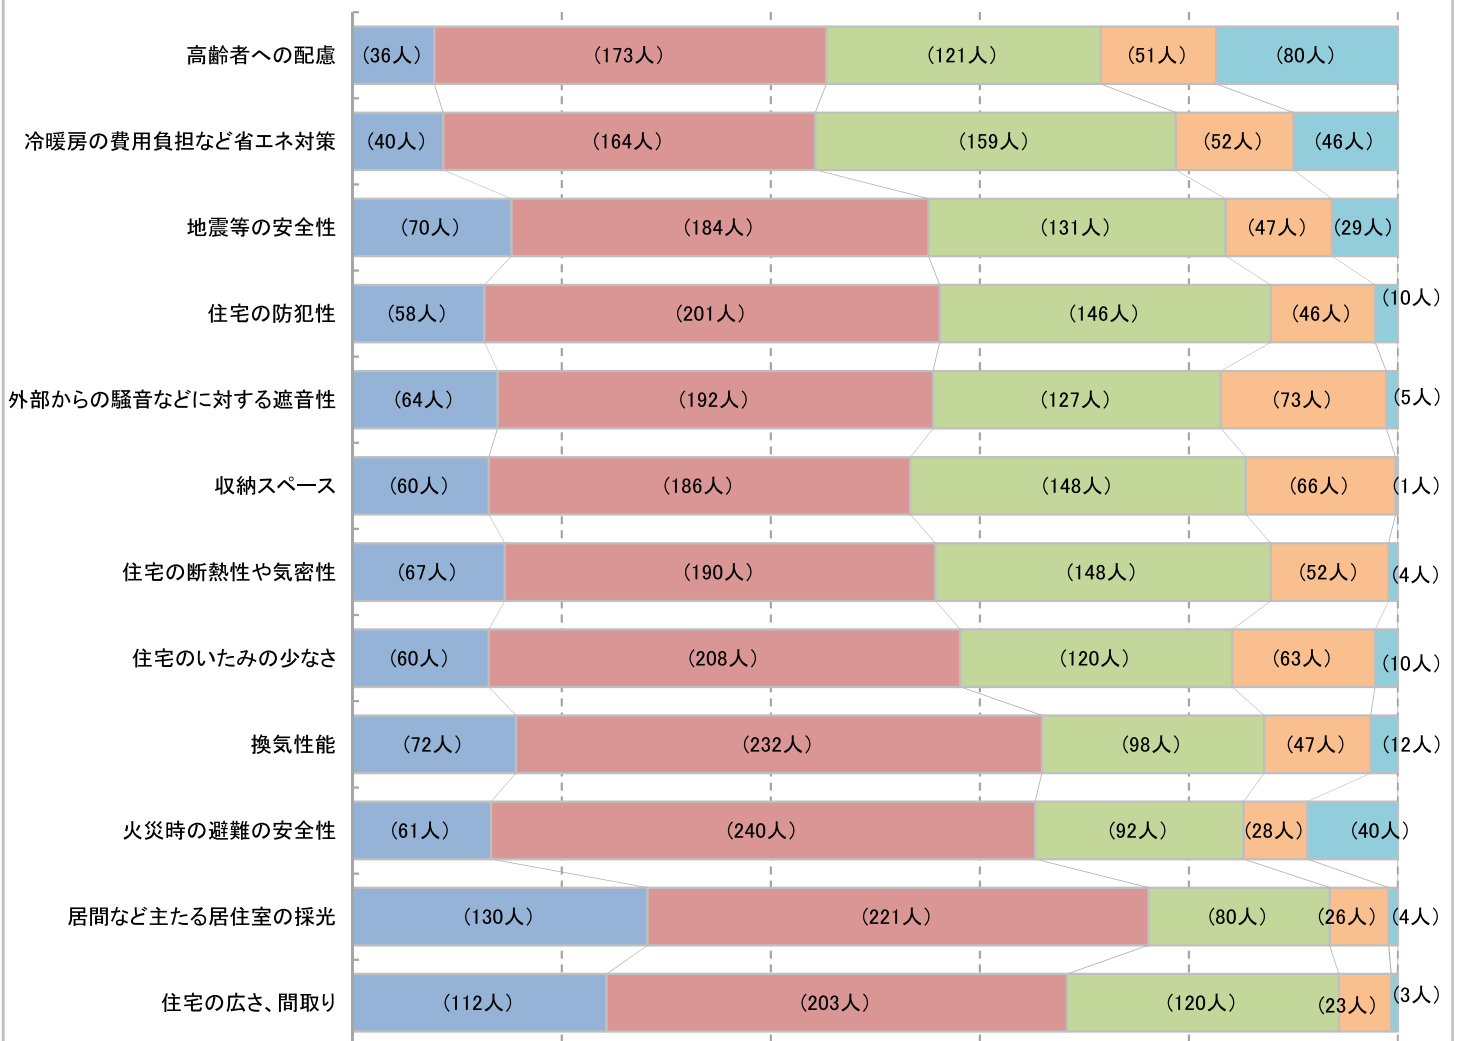 高齢者への配慮 (36人) (173人) (121人) (51人) (80人)
冷暖房の費用負担など省エネ対策 (40人) (164人) (159人) (52人) (46人)
地震等の安全性 (70人) (184人) (131人) (47人) (29人)
住宅の防犯性 (58人) (201人) (146人) (46人) (10人)
外部からの騒音などに対する遮音性 (64人) (192人) (127人) (73人) (5人)
収納スペース (60人) (186人) (148人) (66人) (1人)
住宅の断熱性や気密性 (67人) (190人) (148人) (52人) (4人)
住宅のいたみの少なさ (60人) (208人) (120人) (63人) (10人)
換気性能 (72人) (232人) (98人) (47人) (12人)
火災時の避難の安全性 (61人) (240人) (92人) (28人) (40人)
居間など主たる居住室の採光 (130人) (221人) (80人) (26人) (4人)
住宅の広さ、間取り (112人) (203人) (120人) (23人) (3人)